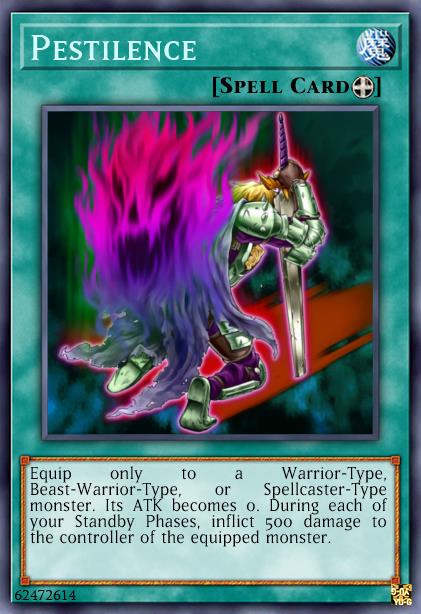 PESTILENCE
魔
[SPELL CARD]
Equip only to a Warrior-Type,
Beast-Warrior-Type, or Spellcaster-Type
monster. Its ATK becomes 0. During each of
your Standby Phases, inflict 500 damage to
the controller of the equipped monster.
62472614